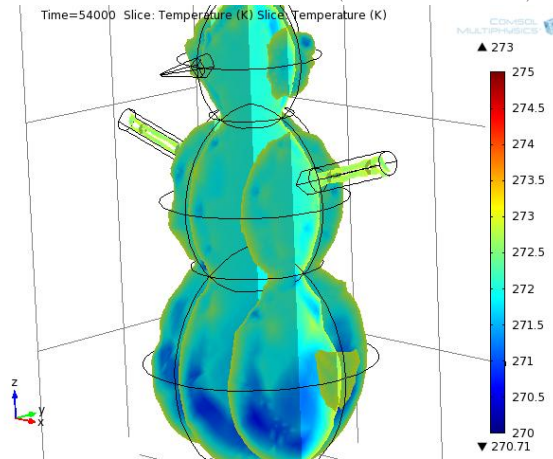 Time=54000 Slice: Temperature (K) Slice: Temperature (K)
COMSOL
MULTIPHYSICS
▲ 273
275
274.5
274
273.5
273
272.5
272
271.5
271
270.5
270
▼ 270.71
z
y
x